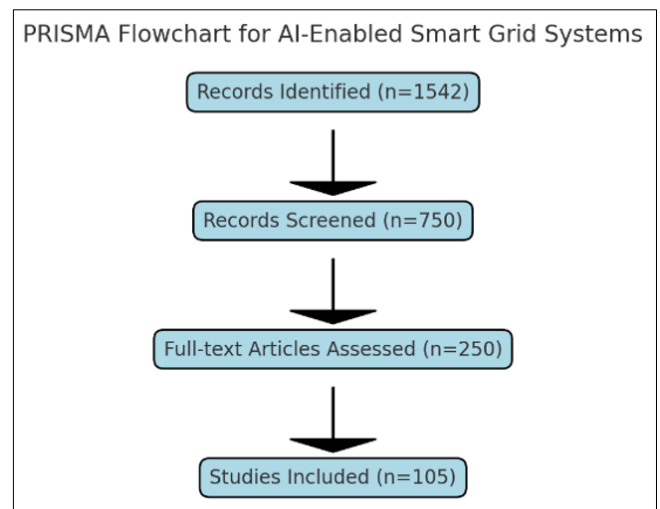 PRISMA Flowchart for AI-Enabled Smart Grid Systems
Records Identified (n=1542)
Records Screened (n=750)
Full-text Articles Assessed (n=250)
Studies Included (n=105)